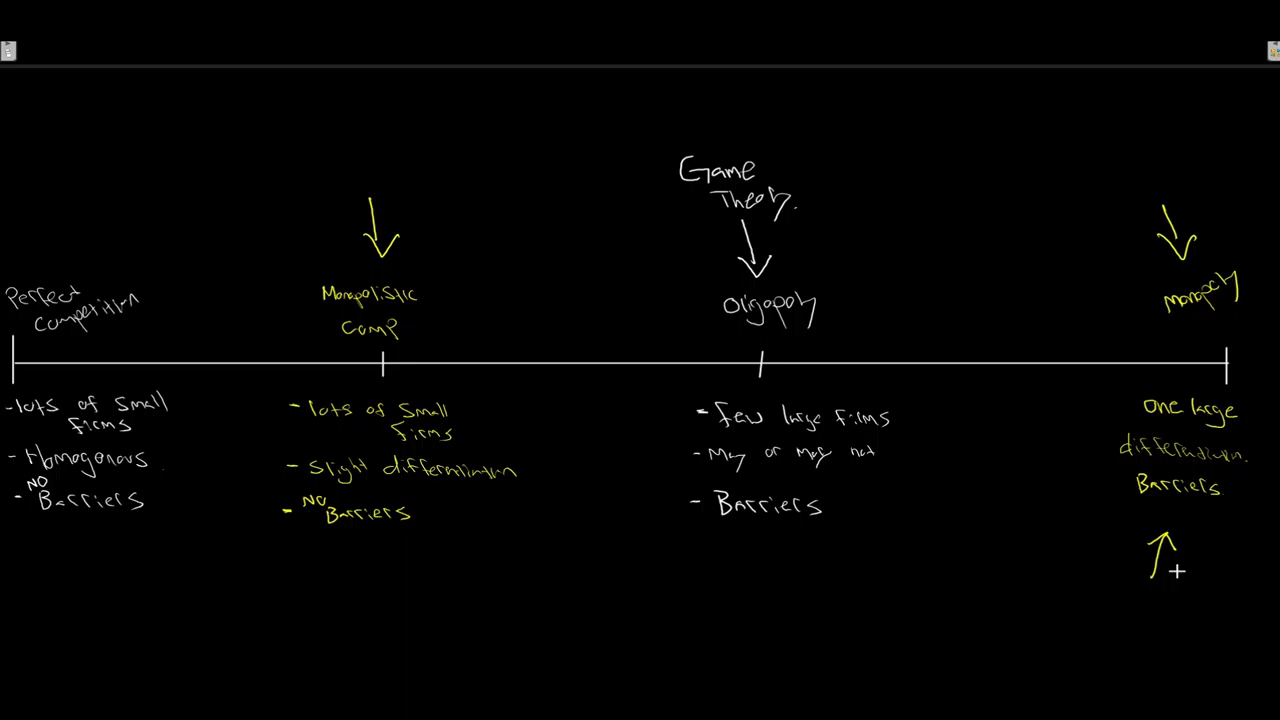 Game
Theory.
Perfect
Competition
Monopolistic
Comp
Oligopoly
Monopoly
- lots of small
firms
- Homogenous
- NO Barriers
- lots of small
firms
- slight differentiation
- NO Barriers
- Few large firms
- May or may not
- Barriers
one large
differentiation.
Barriers.